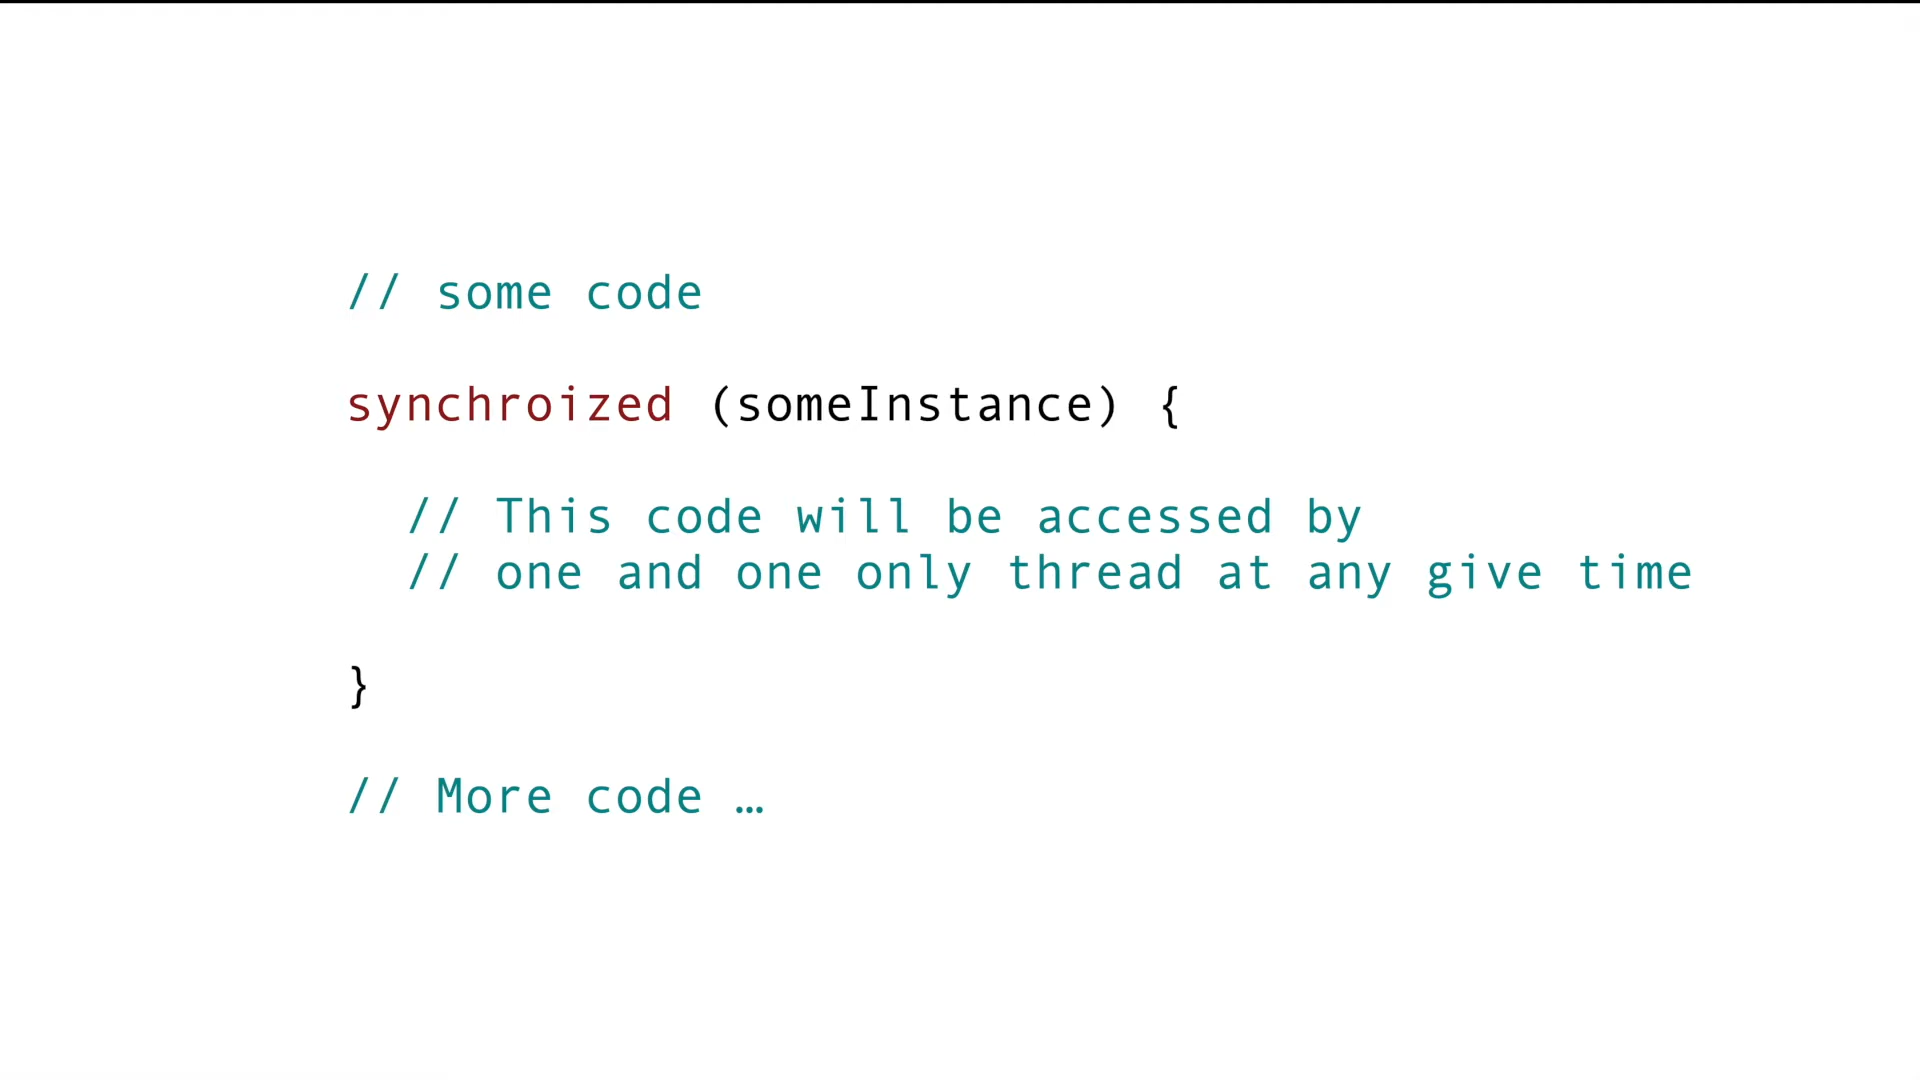 // some code
synchroized (someInstance) {
// This code will be accessed by
// one and one only thread at any give time
}
// More code …